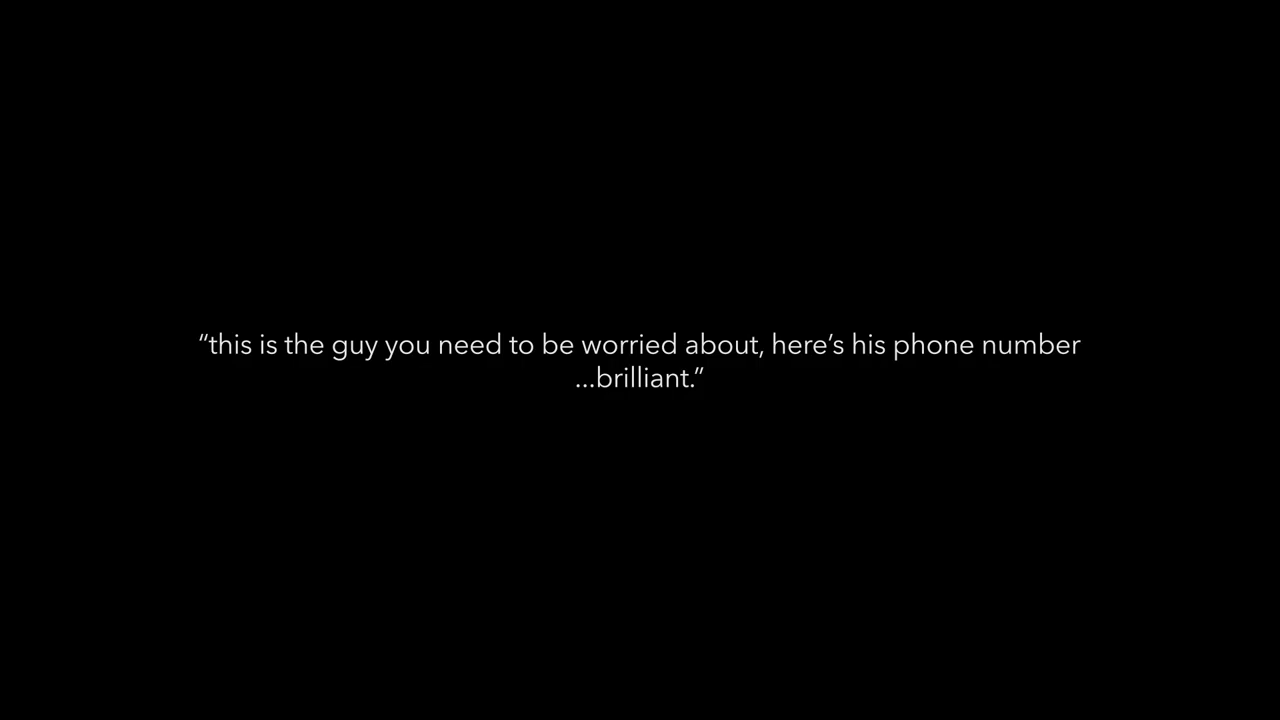 “this is the guy you need to be worried about, here’s his phone number
...brilliant.”